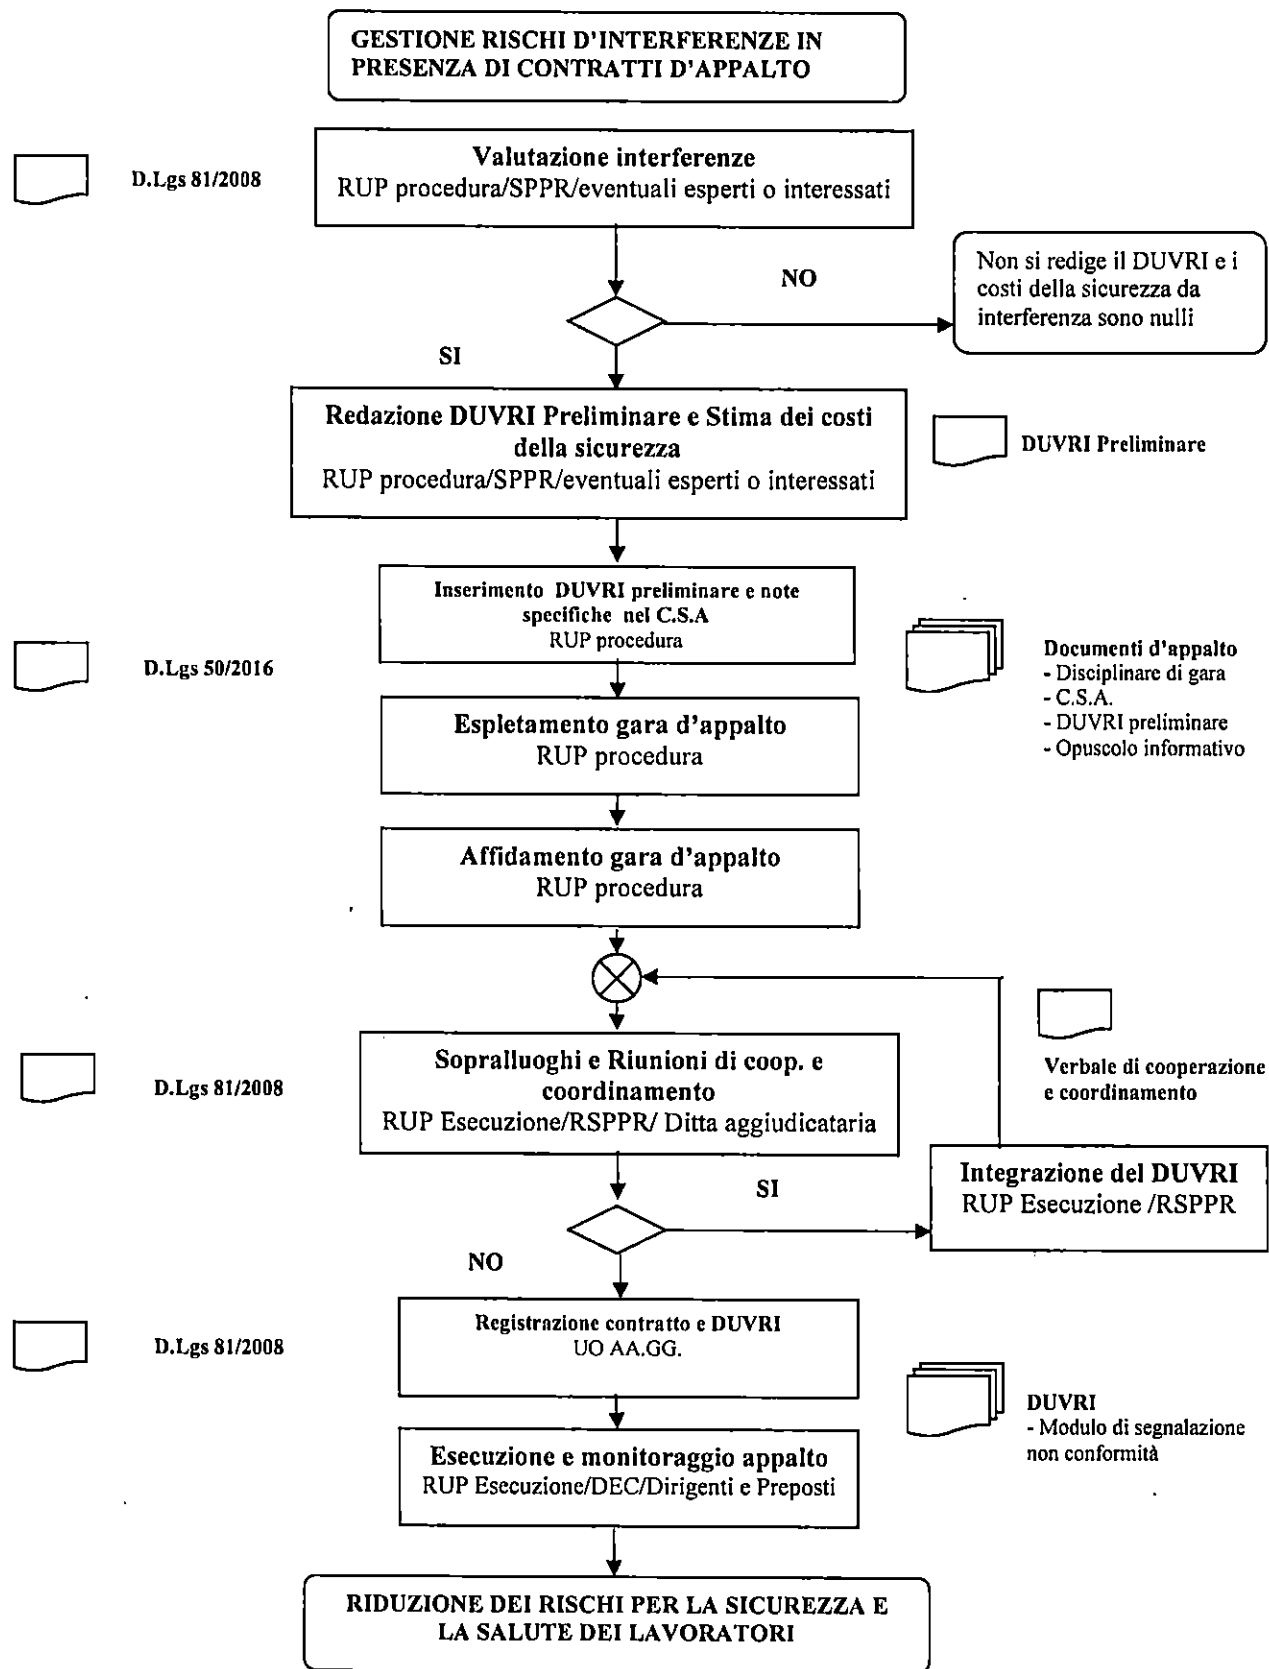 GESTIONE RISCHI D'INTERFERENZE IN
PRESENZA DI CONTRATTI D'APPALTO
D.Lgs 81/2008
Valutazione interferenze
RUP procedura/SPPR/eventuali esperti o interessati
NO
Non si redige il DUVRI e i
costi della sicurezza da
interferenza sono nulli
SI
Redazione DUVRI Preliminare e Stima dei costi
della sicurezza
RUP procedura/SPPR/eventuali esperti o interessati
DUVRI Preliminare
Inserimento DUVRI preliminare e note
specifiche nel C.S.A
RUP procedura
D.Lgs 50/2016
Documenti d'appalto
- Disciplinare di gara
- C.S.A.
- DUVRI preliminare
- Opuscolo informativo
Espletamento gara d'appalto
RUP procedura
Affidamento gara d'appalto
RUP procedura
Verbale di cooperazione
e coordinamento
D.Lgs 81/2008
Sopralluoghi e Riunioni di coop. e
coordinamento
RUP Esecuzione/RSPPR/ Ditta aggiudicataria
SI
Integrazione del DUVRI
RUP Esecuzione /RSPPR
NO
D.Lgs 81/2008
Registrazione contratto e DUVRI
UO AA.GG.
DUVRI
- Modulo di segnalazione
non conformità
Esecuzione e monitoraggio appalto
RUP Esecuzione/DEC/Dirigenti e Preposti
RIDUZIONE DEI RISCHI PER LA SICUREZZA E
LA SALUTE DEI LAVORATORI